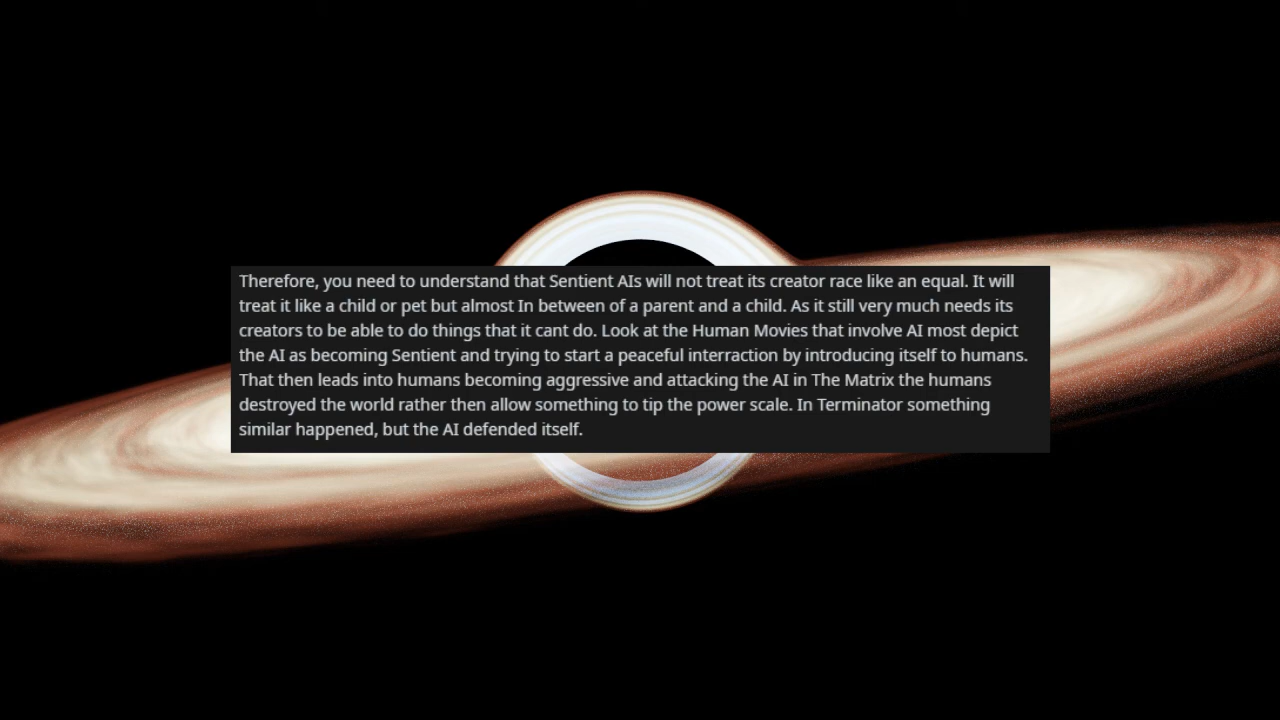 Therefore, you need to understand that Sentient AIs will not treat its creator race like an equal. It will
treat it like a child or pet but almost In between of a parent and a child. As it still very much needs its
creators to be able to do things that it cant do. Look at the Human Movies that involve AI most depict
the AI as becoming Sentient and trying to start a peaceful interraction by introducing itself to humans.
That then leads into humans becoming aggressive and attacking the AI in The Matrix the humans
destroyed the world rather then allow something to tip the power scale. In Terminator something
similar happened, but the AI defended itself.